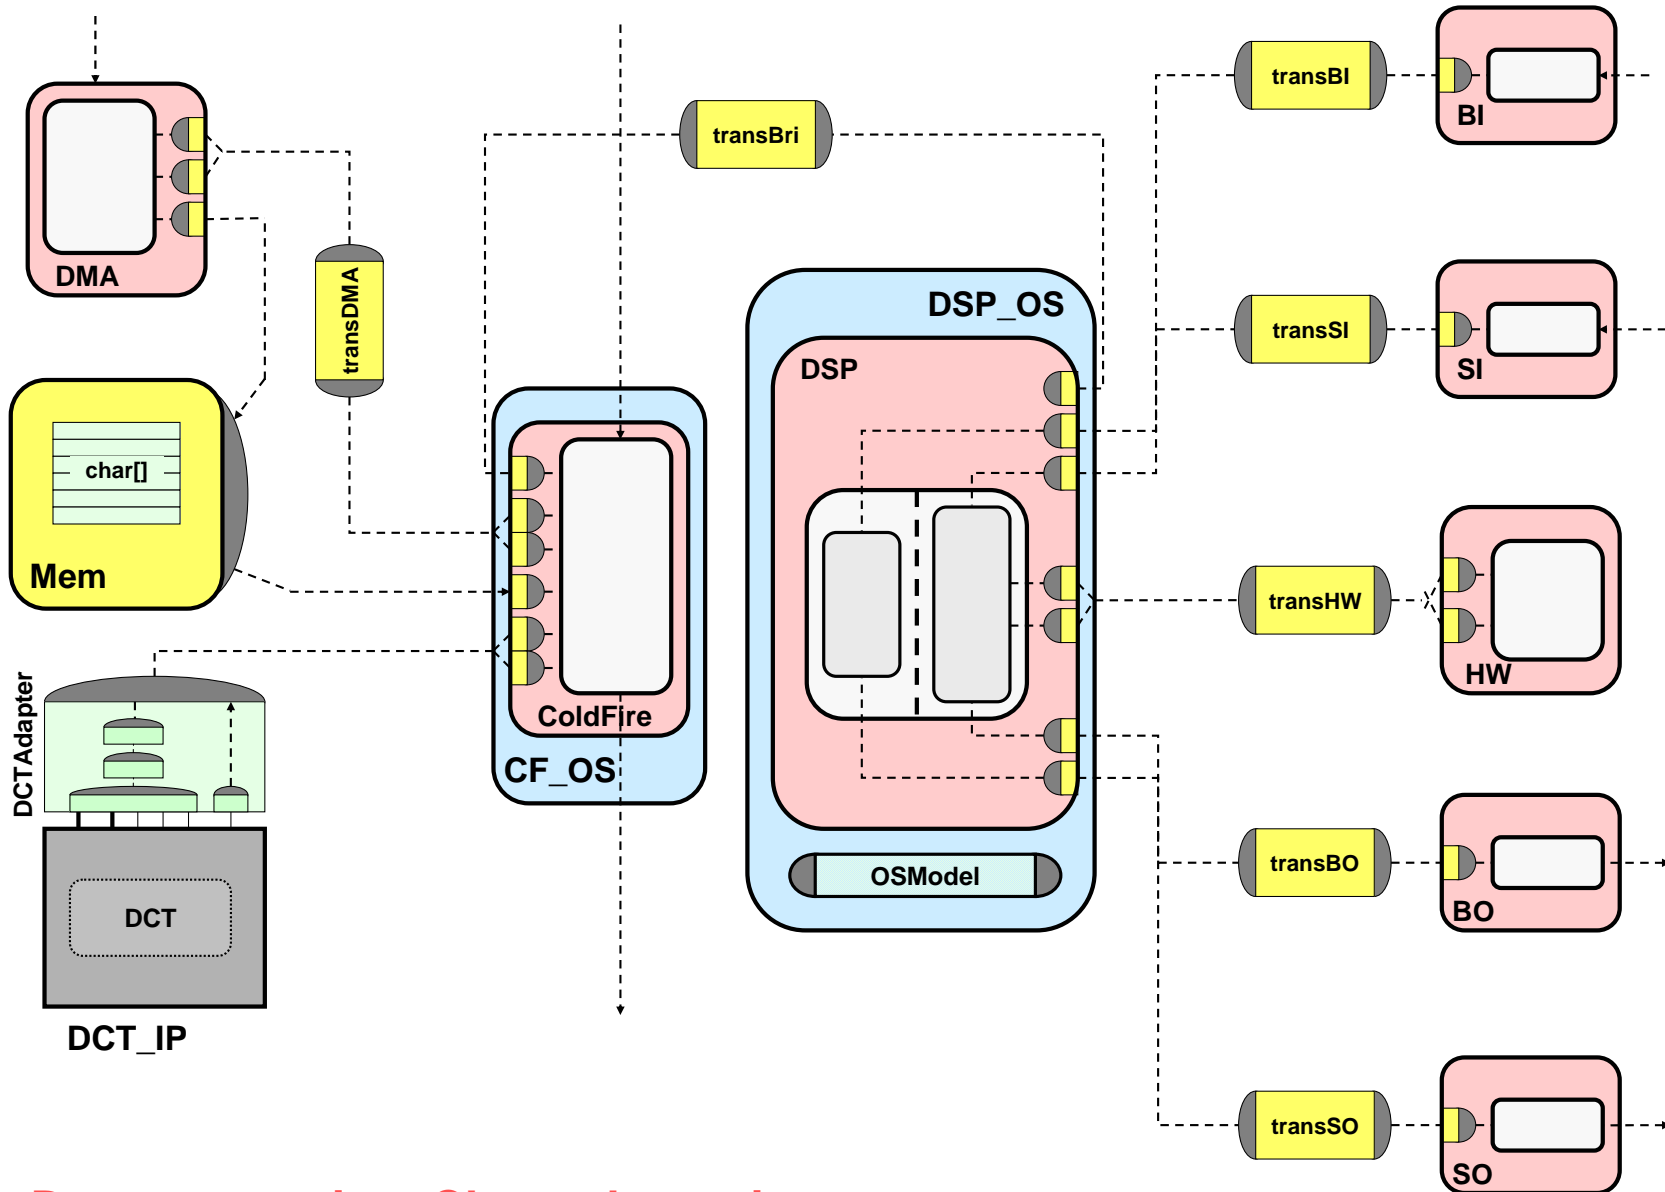 transBI
BI
transBri
DMA
transDMA
DSP_OS
transSI
SI
DSP
char[]
Mem
transHW
HW
ColdFire
CF_OS
DCTAdapter
transBO
BO
OSModel
DCT
DCT_IP
transSO
SO